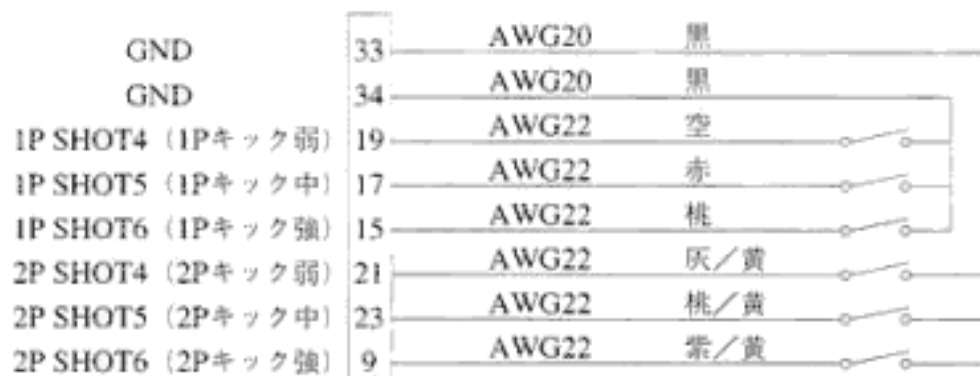 GND 33 AWG20 黒
GND 34 AWG20 黒
1P SHOT4（1Pキック弱） 19 AWG22 空
1P SHOT5（1Pキック中） 17 AWG22 赤
1P SHOT6（1Pキック強） 15 AWG22 桃
2P SHOT4（2Pキック弱） 21 AWG22 灰／黄
2P SHOT5（2Pキック中） 23 AWG22 桃／黄
2P SHOT6（2Pキック強） 9 AWG22 紫／黄